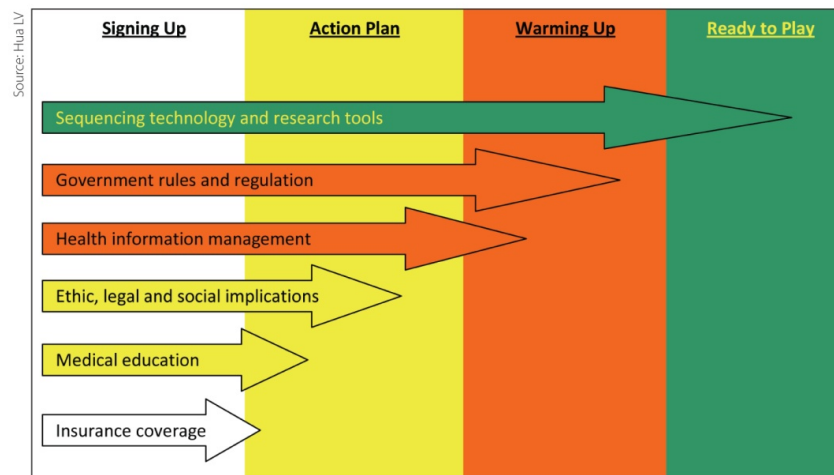 Source: Hua LV
Signing Up
Action Plan
Warming Up
Ready to Play
Sequencing technology and research tools
Government rules and regulation
Health information management
Ethic, legal and social implications
Medical education
Insurance coverage